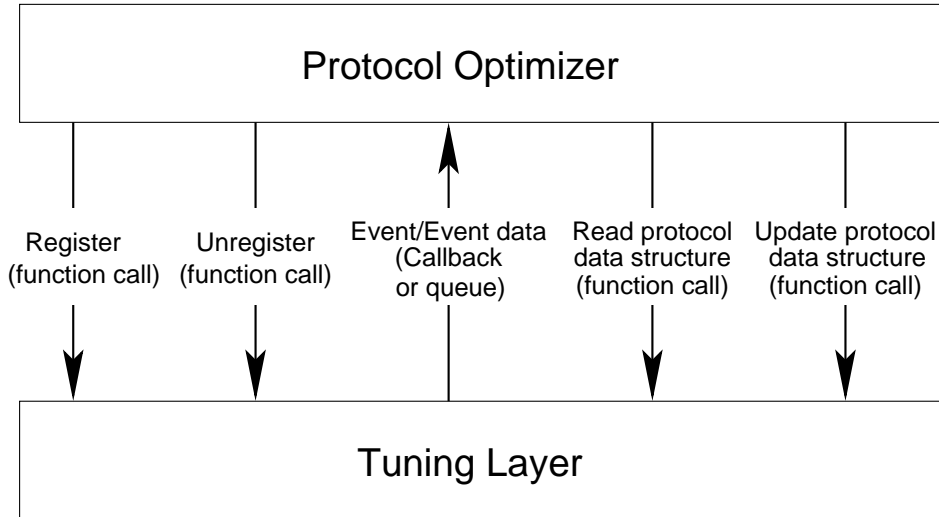 Protocol Optimizer
Register
(function call)
Unregister
(function call)
Event/Event data
(Callback
or queue)
Read protocol
data structure
(function call)
Update protocol
data structure
(function call)
Tuning Layer